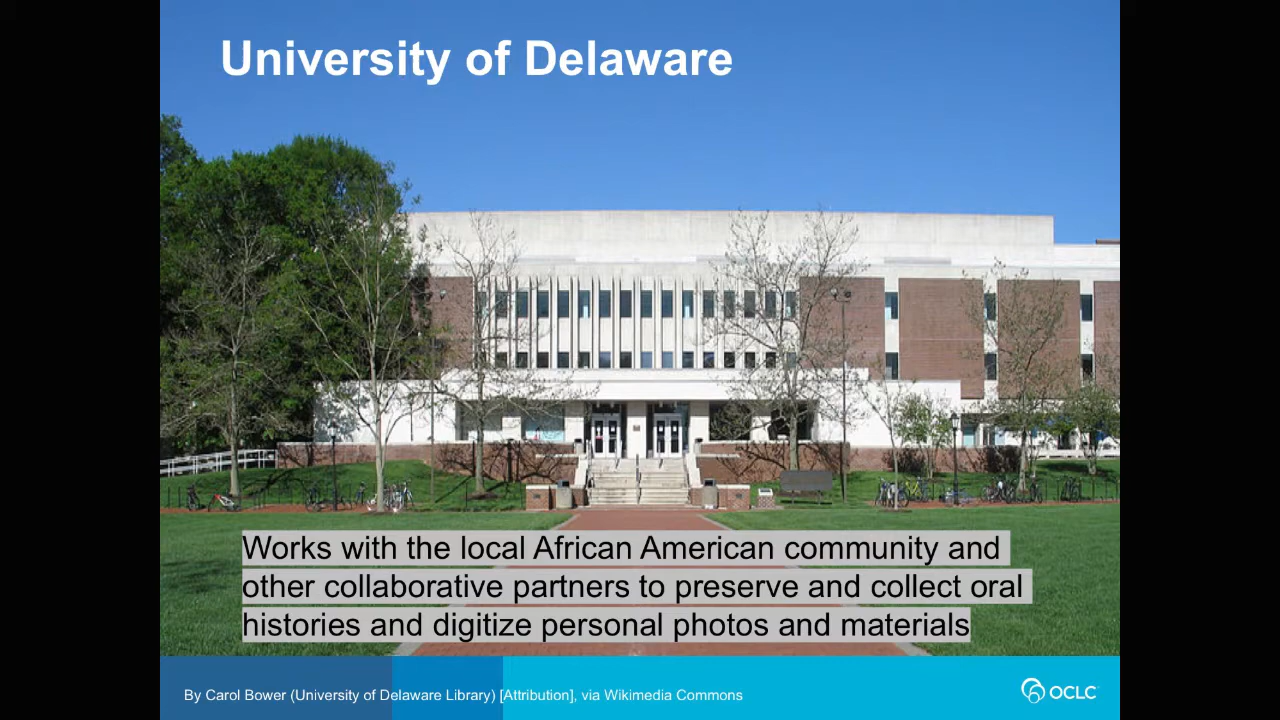 University of Delaware
Works with the local African American community and
other collaborative partners to preserve and collect oral
histories and digitize personal photos and materials
By Carol Bower (University of Delaware Library) [Attribution], via Wikimedia Commons
OCLC